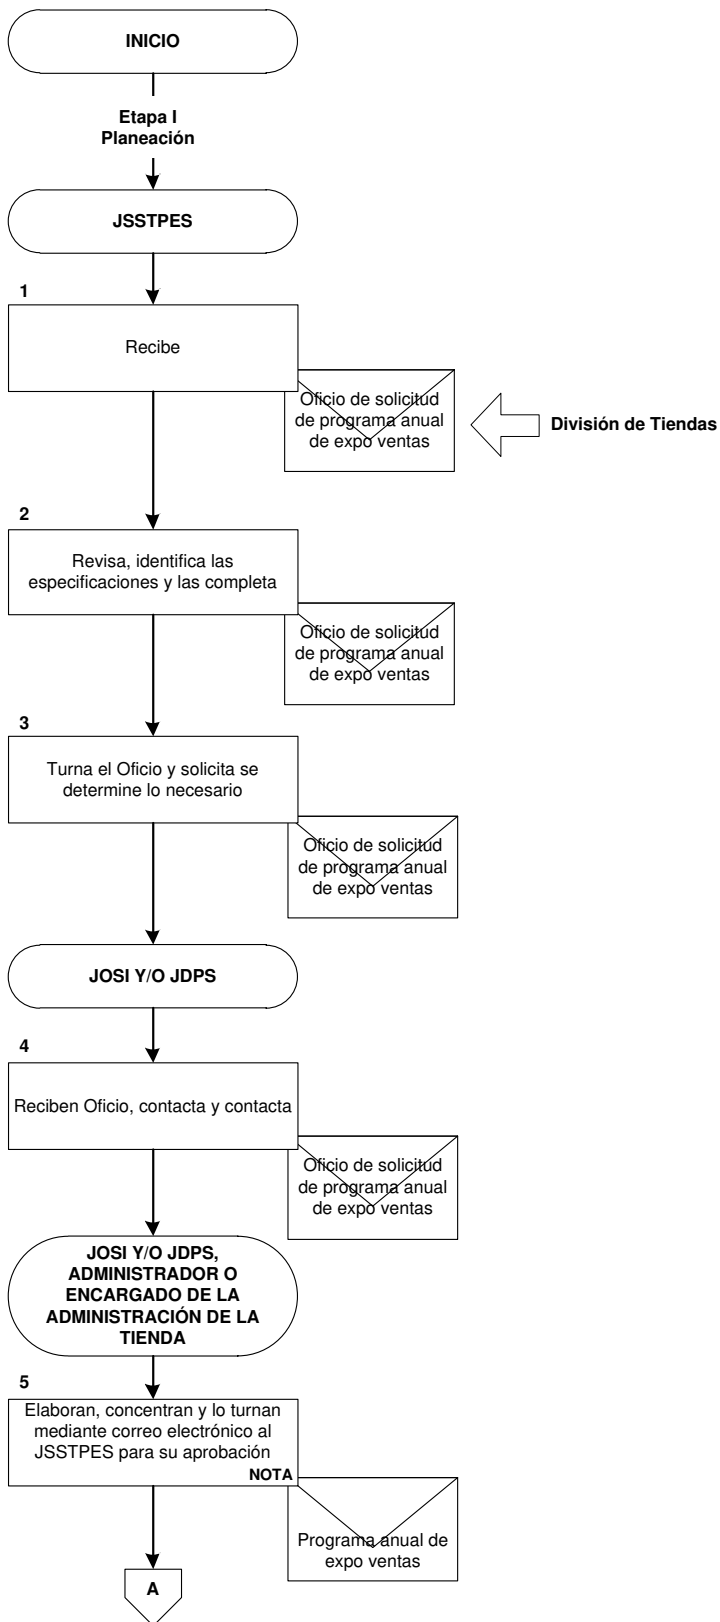 INICIO
Etapa I
Planeación
JSSTPES
1
Recibe
Oficio de solicitud
de programa anual
de expo ventas
División de Tiendas
2
Revisa, identifica las
especificaciones y las completa
Oficio de solicitud
de programa anual
de expo ventas
3
Turna el Oficio y solicita se
determine lo necesario
Oficio de solicitud
de programa anual
de expo ventas
JOSI Y/O JDPS
4
Reciben Oficio, contacta y contacta
Oficio de solicitud
de programa anual
de expo ventas
JOSI Y/O JDPS,
ADMINISTRADOR O
ENCARGADO DE LA
ADMINISTRACIÓN DE LA
TIENDA
5
Elaboran, concentran y lo turnan
mediante correo electrónico al
JSSTPES para su aprobación
NOTA
Programa anual de
expo ventas
A